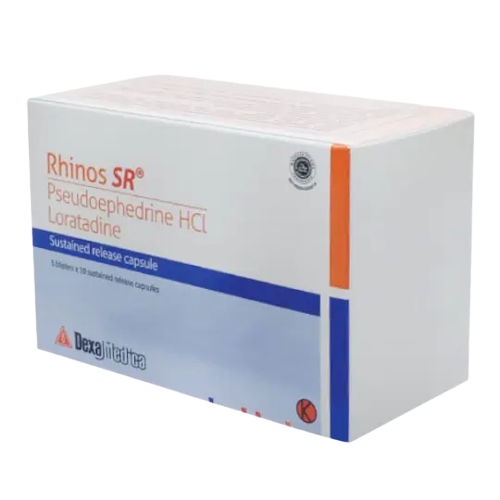 Rhinos SR®
Pseudoephedrine HCl
Loratadine
Sustained release capsule
5 blisters x 10 sustained release capsules
Dexa Medica
K